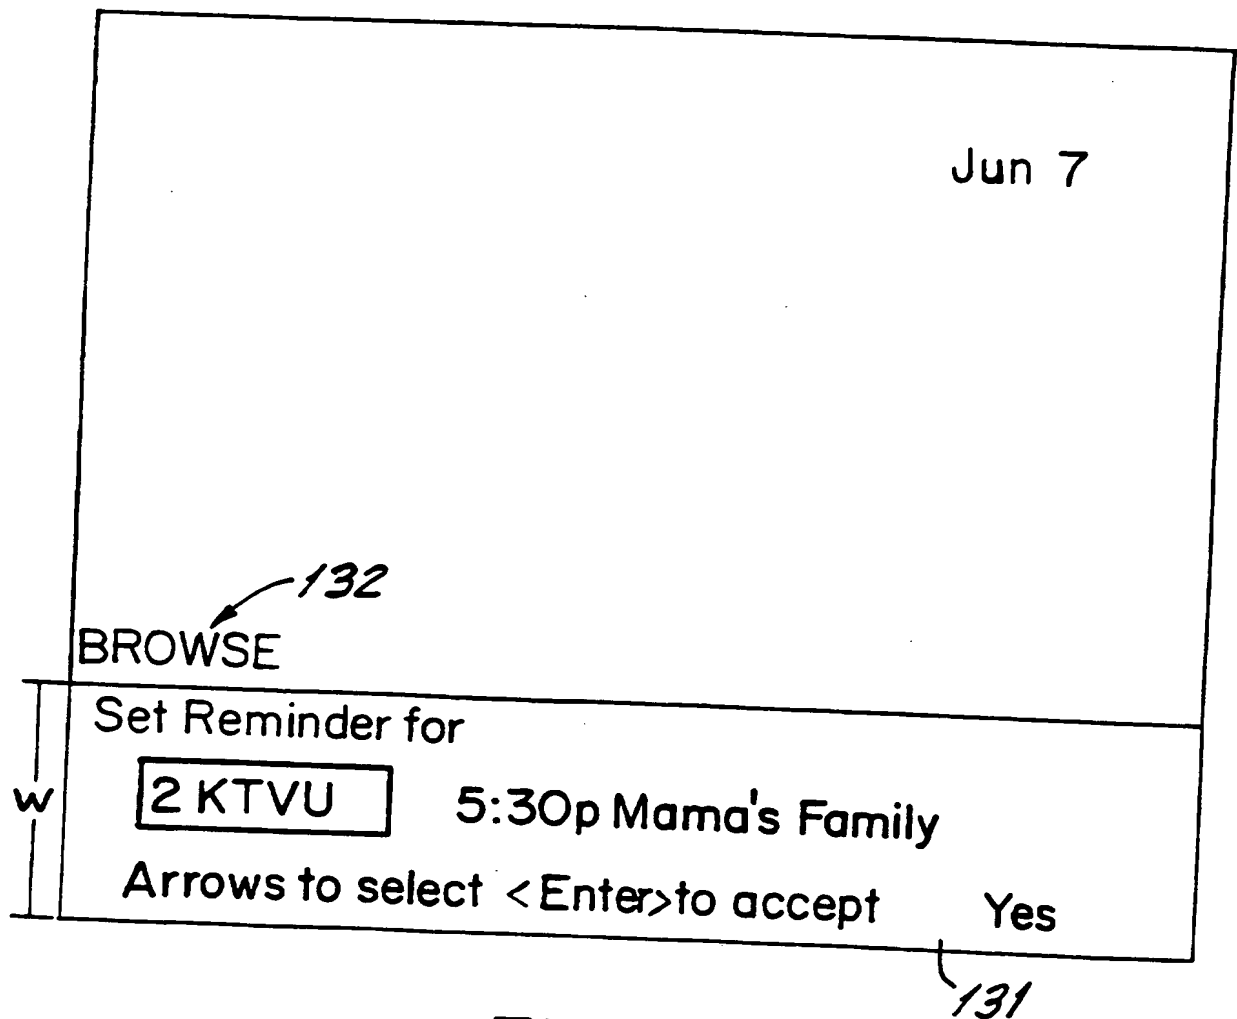 Jun 7
132
BROWSE
Set Reminder for
W
2 KTVU 5:30p Mama's Family
Arrows to select <Enter>to accept Yes
131